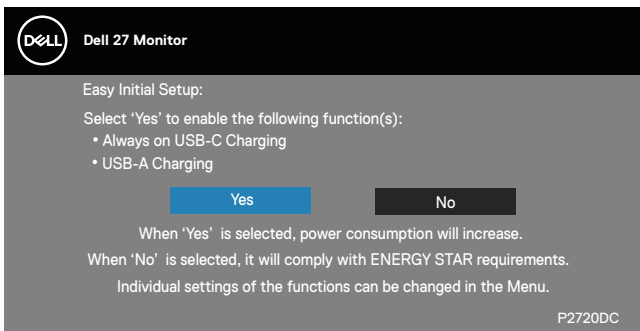 DELL
Dell 27 Monitor
Easy Initial Setup:
Select ‘Yes’ to enable the following function(s):
• Always on USB-C Charging
• USB-A Charging
Yes
No
When ‘Yes’ is selected, power consumption will increase.
When ‘No’ is selected, it will comply with ENERGY STAR requirements.
Individual settings of the functions can be changed in the Menu.
P2720DC